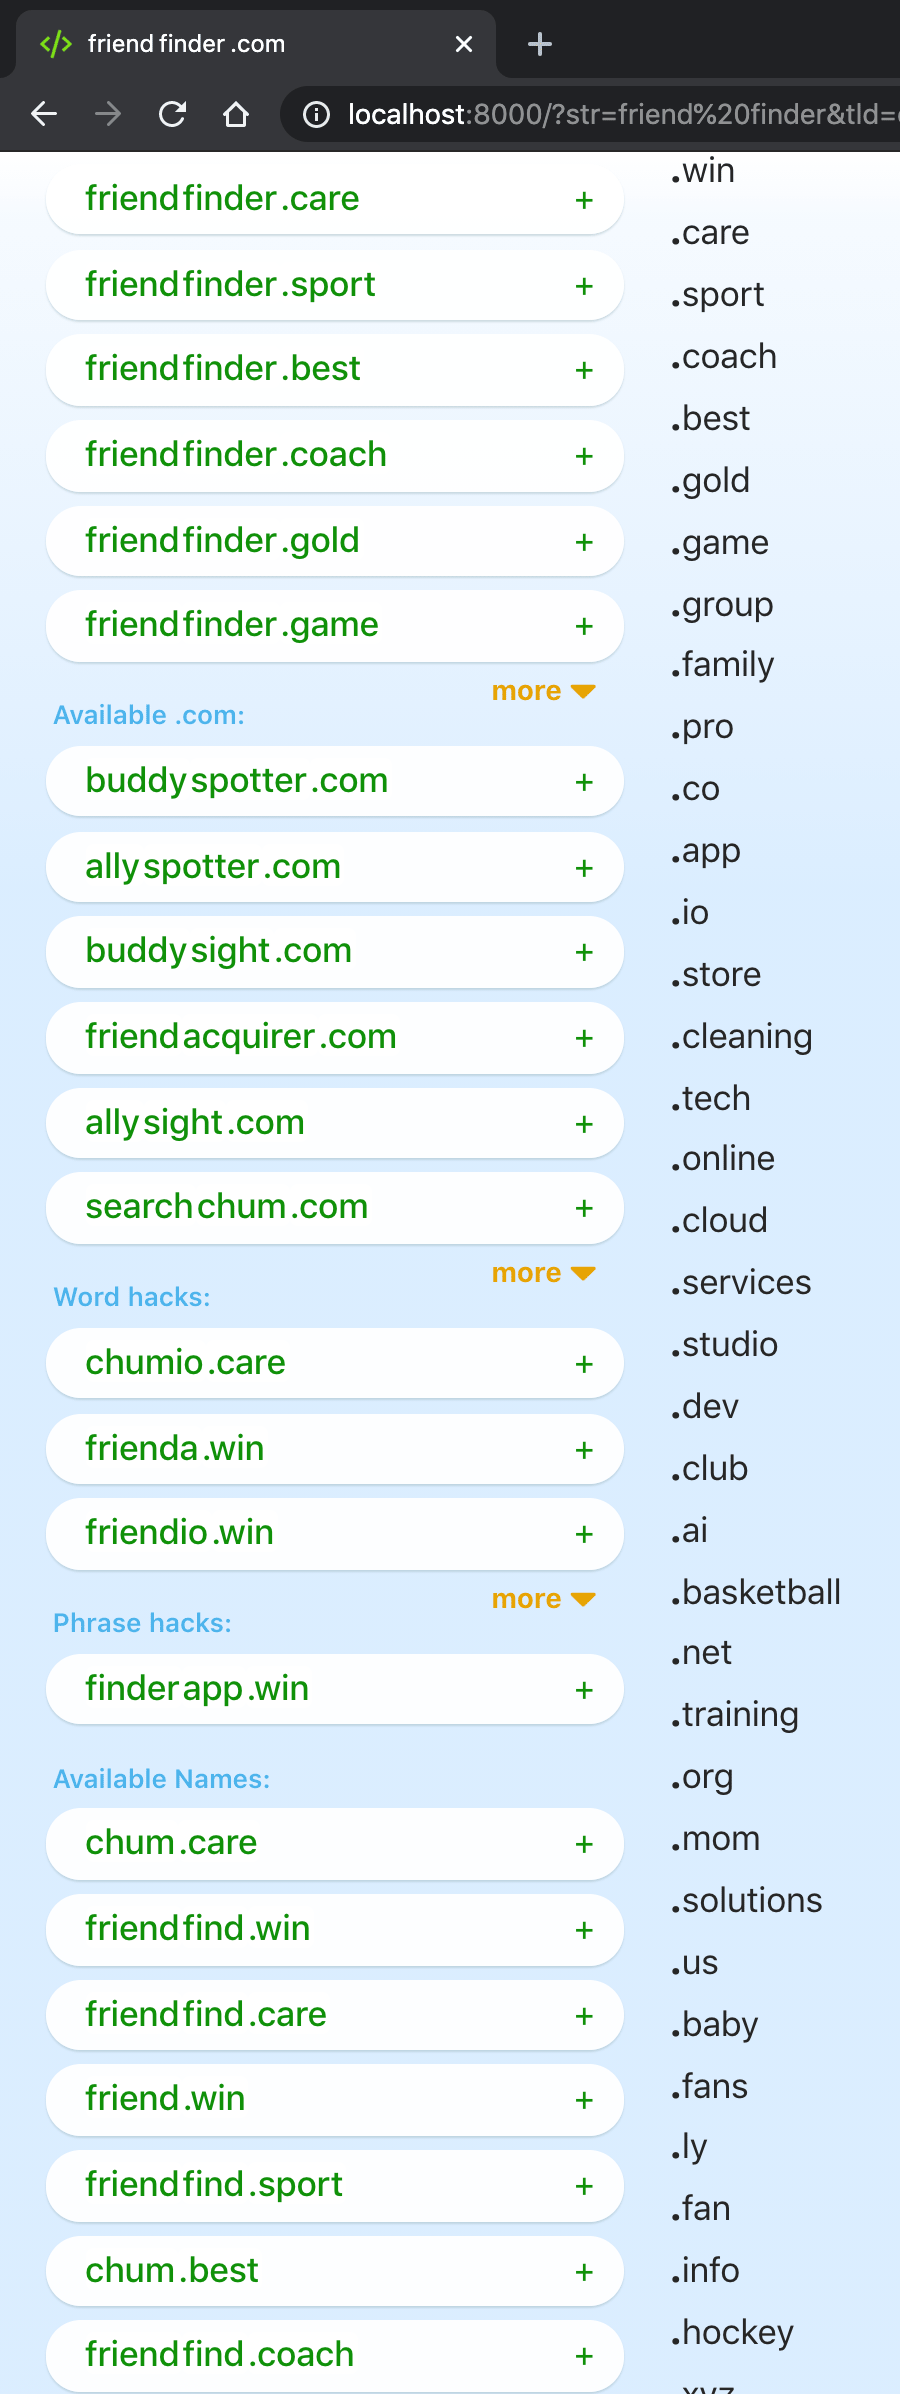 friend finder .com
localhost:8000/?str=friend%20finder&tld=
friendfinder.care +
friendfinder.sport +
friendfinder.best +
friendfinder.coach +
friendfinder.gold +
friendfinder.game +
more
Available .com:
buddyspotter.com +
allyspotter.com +
buddysight.com +
friendacquirer.com +
allysight.com +
searchchum.com +
more
Word hacks:
chumio.care +
frienda.win +
friendio.win +
more
Phrase hacks:
finderapp.win +
Available Names:
chum.care +
friendfind.win +
friendfind.care +
friend.win +
friendfind.sport +
chum.best +
friendfind.coach +
.win
.care
.sport
.coach
.best
.gold
.game
.group
.family
.pro
.co
.app
.io
.store
.cleaning
.tech
.online
.cloud
.services
.studio
.dev
.club
.ai
.basketball
.net
.training
.org
.mom
.solutions
.us
.baby
.fans
.ly
.fan
.info
.hockey
.xyz